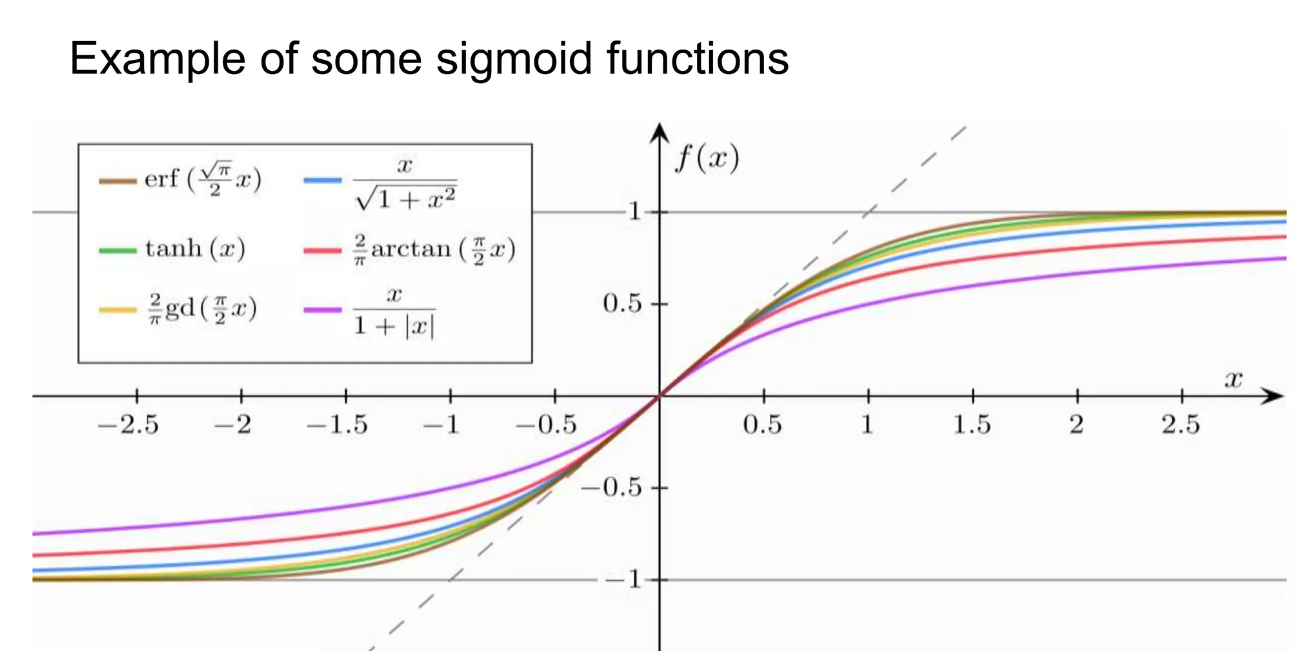 Example of some sigmoid functions
f(x)
erf (√π/2 x)
x/√(1 + x²)
tanh (x)
2/π arctan (π/2 x)
2/π gd(π/2 x)
x/(1 + |x|)
1
0.5
x
−2.5 −2 −1.5 −1 −0.5 0.5 1 1.5 2 2.5
−0.5
−1